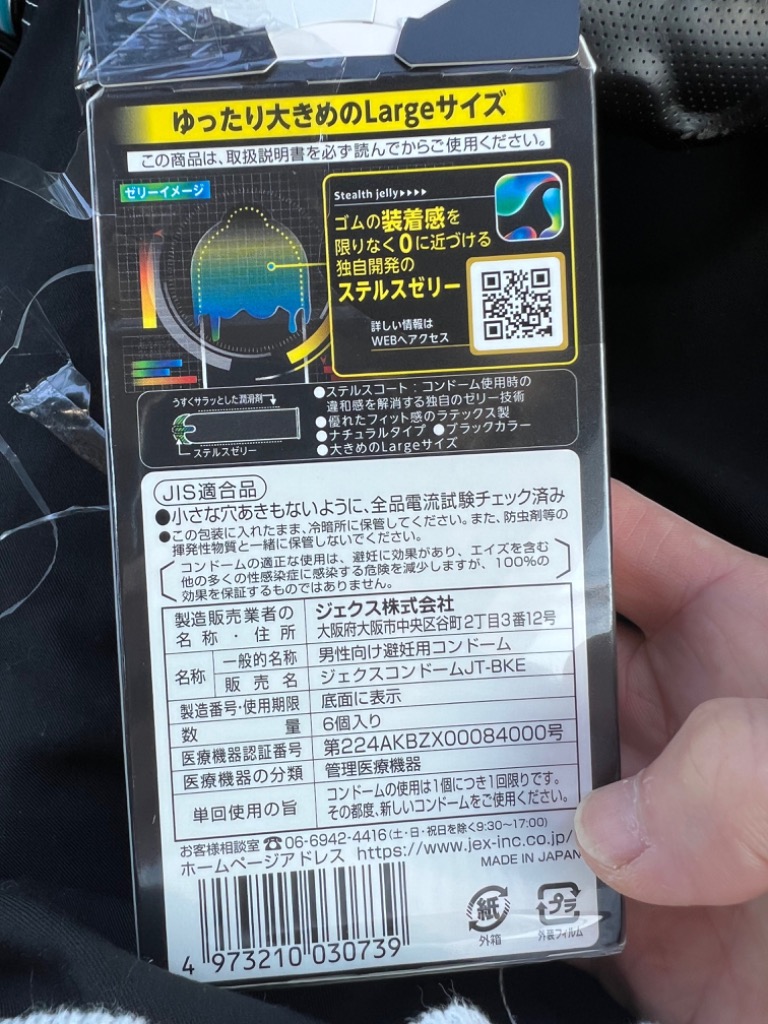 ゆったり大きめのLargeサイズ
この商品は、取扱説明書を必ず読んでからご使用ください。
ゼリーイメージ
Stealth jelly▶▶▶▶
ゴムの装着感を
限りなく0に近づける
独自開発の
ステルスゼリー
詳しい情報は
WEBへアクセス
うすくサラッとした潤滑剤
ステルスゼリー
●ステルスコート：コンドーム使用時の
違和感を解消する独自のゼリー技術
●優れたフィット感のラテックス製
●ナチュラルタイプ ●ブラックカラー
●大きめのLargeサイズ
JIS適合品
●小さな穴あきもないように、全品電流試験チェック済み
●この包装に入れたまま、冷暗所に保管してください。また、防虫剤等の
揮発性物質と一緒に保管しないでください。
コンドームの適正な使用は、避妊に効果があり、エイズを含む
他の多くの性感染症に感染する危険を減少しますが、100%の
効果を保証するものではありません。
製造販売業者の名称・住所 ジェクス株式会社
大阪府大阪市中央区谷町2丁目3番12号
名称 一般的名称 男性向け避妊用コンドーム
販売名 ジェクスコンドームJT-BKE
製造番号・使用期限 底面に表示
数量 6個入り
医療機器認証番号 第224AKBZX00084000号
医療機器の分類 管理医療機器
単回使用の旨 コンドームの使用は1個につき1回限りです。
その都度、新しいコンドームをご使用ください。
お客様相談室 ☎06-6942-4416(土・日・祝日を除く9:30~17:00)
ホームページアドレス https://www.jex-inc.co.jp/
MADE IN JAPAN
紙
外箱
プラ
外装フィルム
4 973210 030739